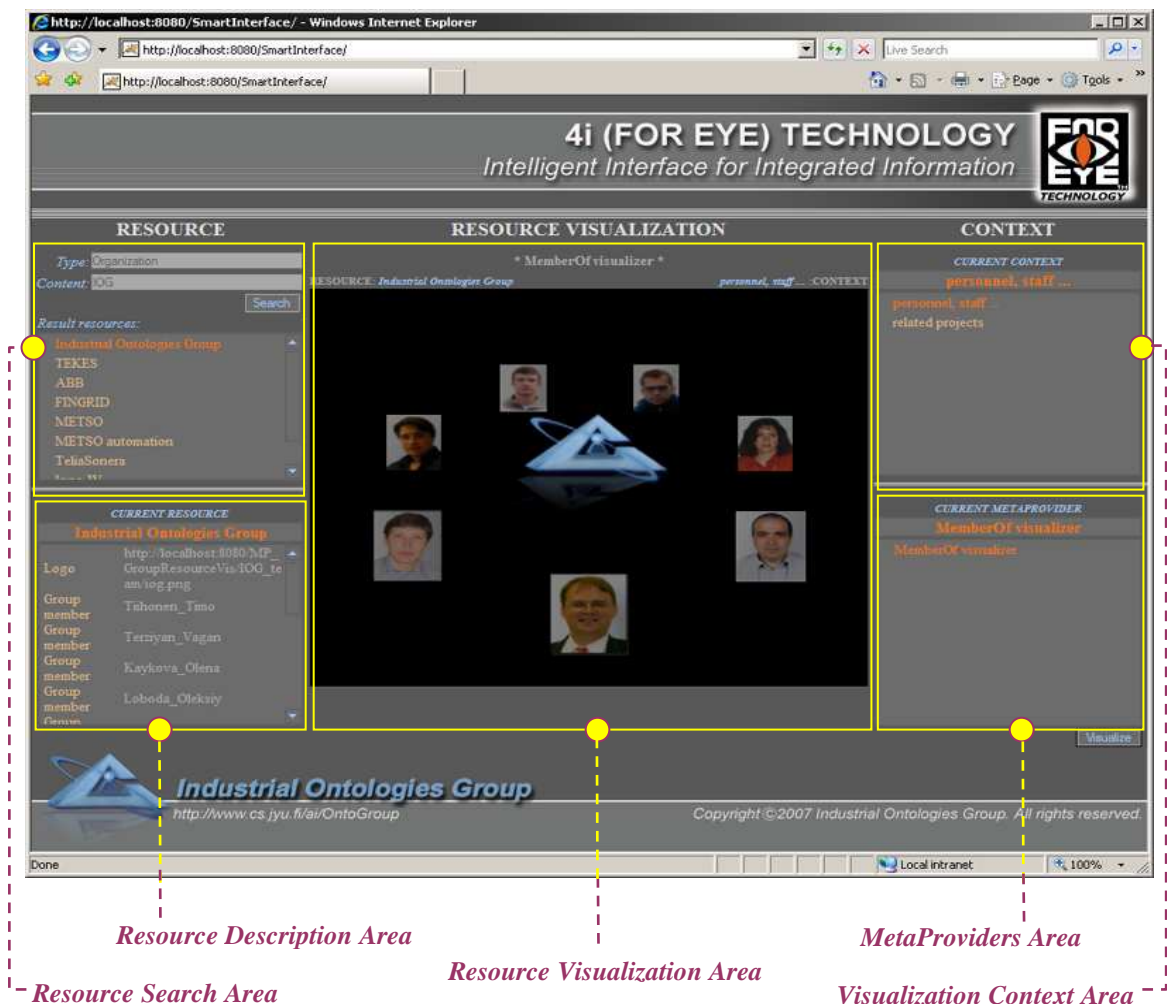 http://localhost:8080/SmartInterface/ - Windows Internet Explorer
http://localhost:8080/SmartInterface/
Live Search
http://localhost:8080/SmartInterface/
Page
Tools
»
4i (FOR EYE) TECHNOLOGY
Intelligent Interface for Integrated Information
FOR
EYE
TM
TECHNOLOGY
RESOURCE
Type: Organization
Content: IOG
Search
Result resources:
Industrial Ontologies Group
TEKES
ABB
FINGRID
METSO
METSO automation
TeliaSonera
CURRENT RESOURCE
Industrial Ontologies Group
Logo
http://localhost:8080/MP_
GroupResourceVis/IOG_te
am/iog.png
Group
member
Tiihonen_Timo
Group
member
Terziyan_Vagan
Group
member
Kaykova_Olena
Group
member
Loboda_Oleksiy
Group
RESOURCE VISUALIZATION
* MemberOf visualizer *
RESOURCE: Industrial Ontologies Group
personnel, staff ... :CONTEXT
CONTEXT
CURRENT CONTEXT
personnel, staff ...
personnel, staff ...
related projects
CURRENT METAPROVIDER
MemberOf visualizer
MemberOf visualizer
Visualize
Industrial Ontologies Group
http://www.cs.jyu.fi/ai/OntoGroup
Copyright©2007 Industrial Ontologies Group. All rights reserved.
Done
Local intranet
100%
Resource Description Area
MetaProviders Area
Resource Visualization Area
Resource Search Area
Visualization Context Area